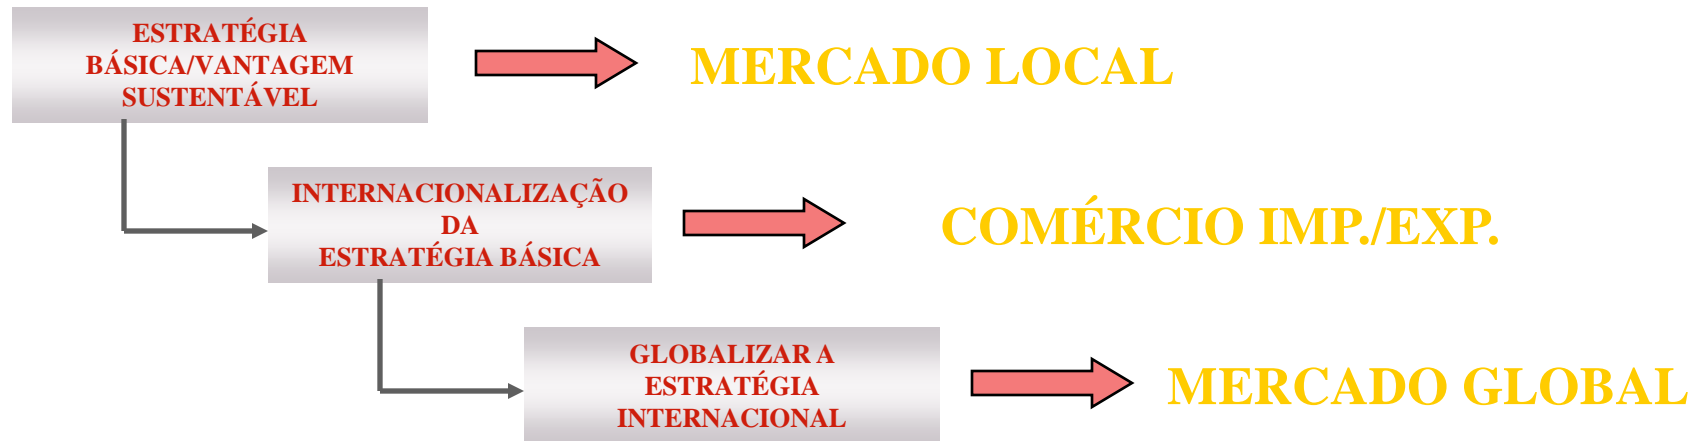 ESTRATÉGIA
BÁSICA/VANTAGEM
SUSTENTÁVEL
MERCADO LOCAL
INTERNACIONALIZAÇÃO
DA
ESTRATÉGIA BÁSICA
COMÉRCIO IMP./EXP.
GLOBALIZAR A
ESTRATÉGIA
INTERNACIONAL
MERCADO GLOBAL